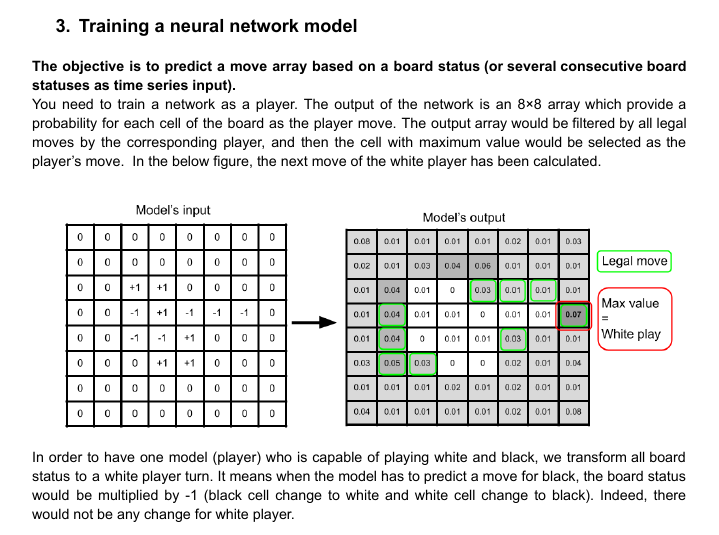 3. Training a neural network model
The objective is to predict a move array based on a board status (or several consecutive board
statuses as time series input).
You need to train a network as a player. The output of the network is an 8×8 array which provide a
probability for each cell of the board as the player move. The output array would be filtered by all legal
moves by the corresponding player, and then the cell with maximum value would be selected as the
player's move. In the below figure, the next move of the white player has been calculated.
Model's input
0 0 0 0 0 0 0 0
0 0 0 0 0 0 0 0
0 0 +1 +1 0 0 0 0
0 0 -1 +1 -1 -1 -1 0
0 0 -1 -1 +1 0 0 0
0 0 0 +1 +1 0 0 0
0 0 0 0 0 0 0 0
0 0 0 0 0 0 0 0
Model's output
0.08 0.01 0.01 0.01 0.01 0.02 0.01 0.03
0.02 0.01 0.03 0.04 0.06 0.01 0.01 0.01
0.01 0.04 0.01 0 0.03 0.01 0.01 0.01
0.01 0.04 0.01 0.01 0 0.01 0.01 0.07
0.01 0.04 0 0.01 0.01 0.03 0.01 0.01
0.03 0.05 0.03 0 0 0.02 0.01 0.04
0.01 0.01 0.01 0.02 0.01 0.02 0.01 0.01
0.04 0.01 0.01 0.01 0.01 0.02 0.01 0.08
Legal move
Max value
=
White play
In order to have one model (player) who is capable of playing white and black, we transform all board
status to a white player turn. It means when the model has to predict a move for black, the board status
would be multiplied by -1 (black cell change to white and white cell change to black). Indeed, there
would not be any change for white player.